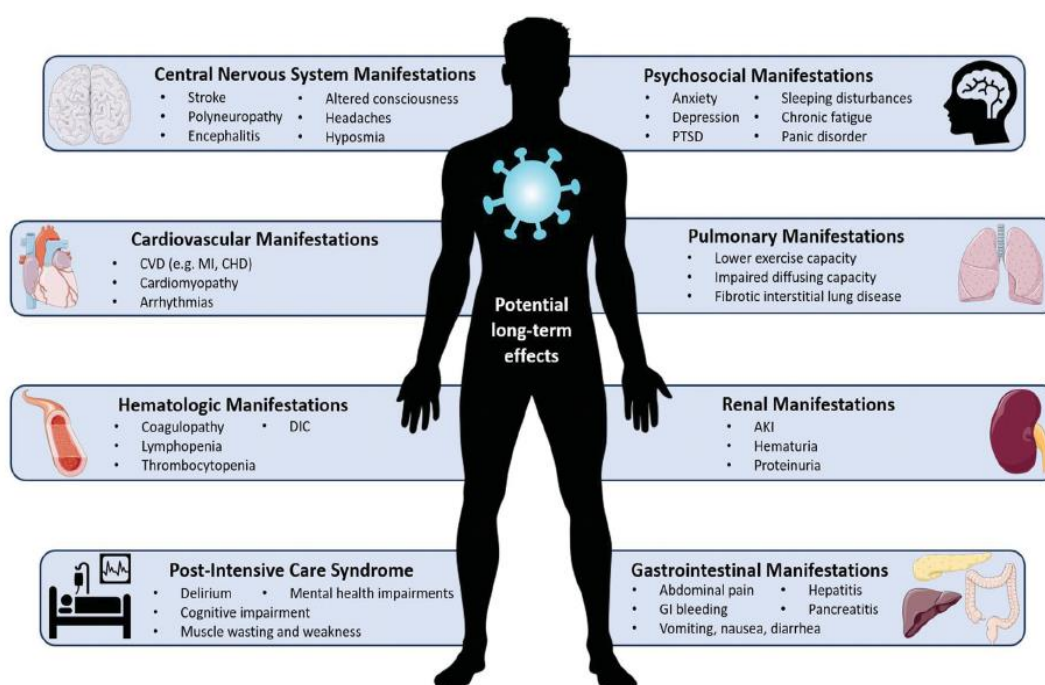 Central Nervous System Manifestations
• Stroke • Altered consciousness
• Polyneuropathy • Headaches
• Encephalitis • Hyposmia
Psychosocial Manifestations
• Anxiety • Sleeping disturbances
• Depression • Chronic fatigue
• PTSD • Panic disorder
Cardiovascular Manifestations
• CVD (e.g. MI, CHD)
• Cardiomyopathy
• Arrhythmias
Pulmonary Manifestations
• Lower exercise capacity
• Impaired diffusing capacity
• Fibrotic interstitial lung disease
Potential
long-term
effects
Hematologic Manifestations
• Coagulopathy • DIC
• Lymphopenia
• Thrombocytopenia
Renal Manifestations
• AKI
• Hematuria
• Proteinuria
Post-Intensive Care Syndrome
• Delirium • Mental health impairments
• Cognitive impairment
• Muscle wasting and weakness
Gastrointestinal Manifestations
• Abdominal pain • Hepatitis
• GI bleeding • Pancreatitis
• Vomiting, nausea, diarrhea